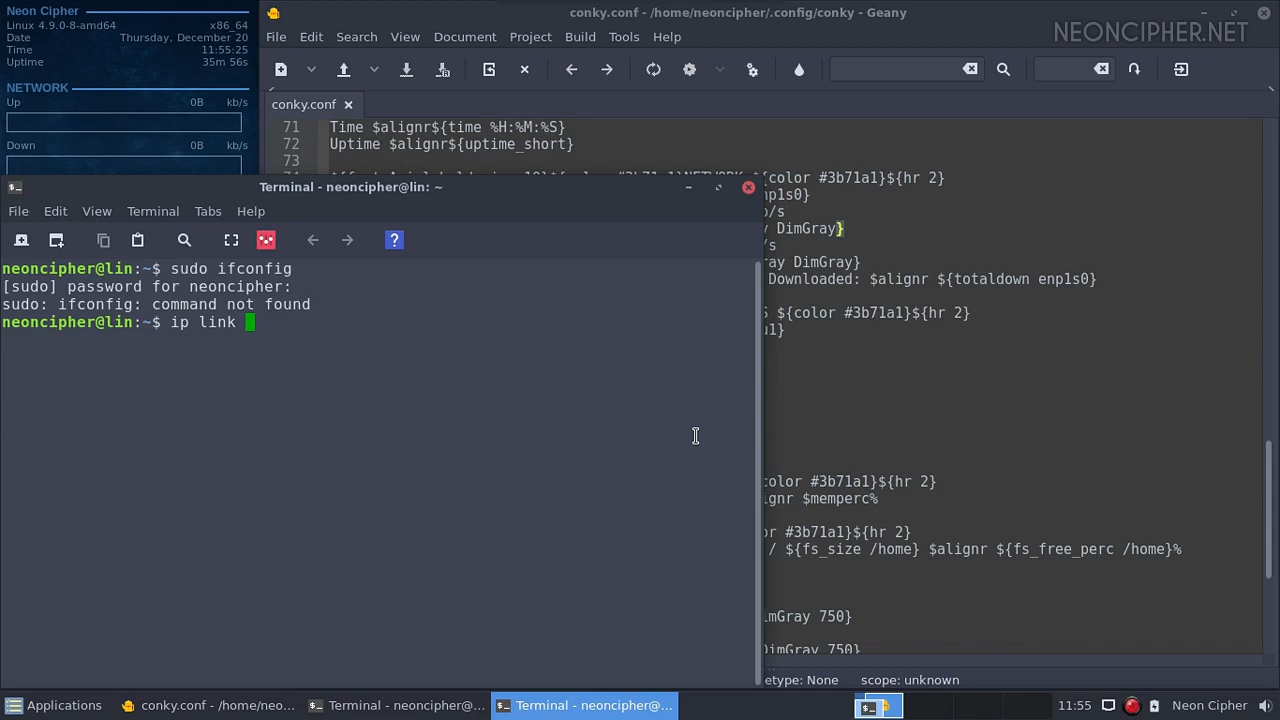 Neon Cipher
Linux 4.9.0-8-amd64 x86_64
Date Thursday, December 20
Time 11:55:25
Uptime 35m 56s
NETWORK
Up 0B kb/s
Down 0B kb/s
conky.conf - /home/neoncipher/.config/conky - Geany
NEONCIPHER.NET
File Edit Search View Document Project Build Tools Help
conky.conf
71 Time $alignr${time %H:%M:%S}
72 Uptime $alignr${uptime_short}
73
NETWORK ${color #3b71a1}${hr 2}
enp1s0}
/s
y DimGray}
/s
ray DimGray}
Downloaded: $alignr ${totaldown enp1s0}
${color #3b71a1}${hr 2}
u1}
color #3b71a1}${hr 2}
ignr $memperc%
or #3b71a1}${hr 2}
/ ${fs_size /home} $alignr ${fs_free_perc /home}%
imGray 750}
DimGray 750}
etype: None scope: unknown
Terminal - neoncipher@lin: ~
File Edit View Terminal Tabs Help
neoncipher@lin:~$ sudo ifconfig
[sudo] password for neoncipher:
sudo: ifconfig: command not found
neoncipher@lin:~$ ip link
Applications conky.conf - /home/neo... Terminal - neoncipher@... Terminal - neoncipher@... 11:55 Neon Cipher